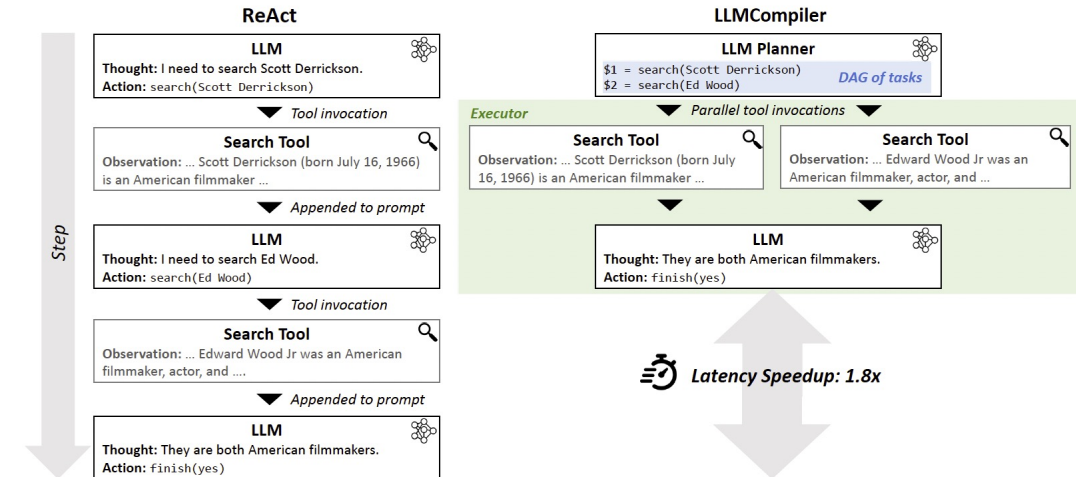 ReAct
LLM
Thought: I need to search Scott Derrickson.
Action: search(Scott Derrickson)
Tool invocation
Search Tool
Observation: ... Scott Derrickson (born July 16, 1966)
is an American filmmaker ...
Appended to prompt
LLM
Thought: I need to search Ed Wood.
Action: search(Ed Wood)
Tool invocation
Search Tool
Observation: ... Edward Wood Jr was an American
filmmaker, actor, and ....
Appended to prompt
LLM
Thought: They are both American filmmakers.
Action: finish(yes)
Step
LLMCompiler
LLM Planner
$1 = search(Scott Derrickson)
$2 = search(Ed Wood)
DAG of tasks
Executor
Parallel tool invocations
Search Tool
Observation: ... Scott Derrickson (born July
16, 1966) is an American filmmaker ...
Search Tool
Observation: ... Edward Wood Jr was an
American filmmaker, actor, and ...
LLM
Thought: They are both American filmmakers.
Action: finish(yes)
Latency Speedup: 1.8x